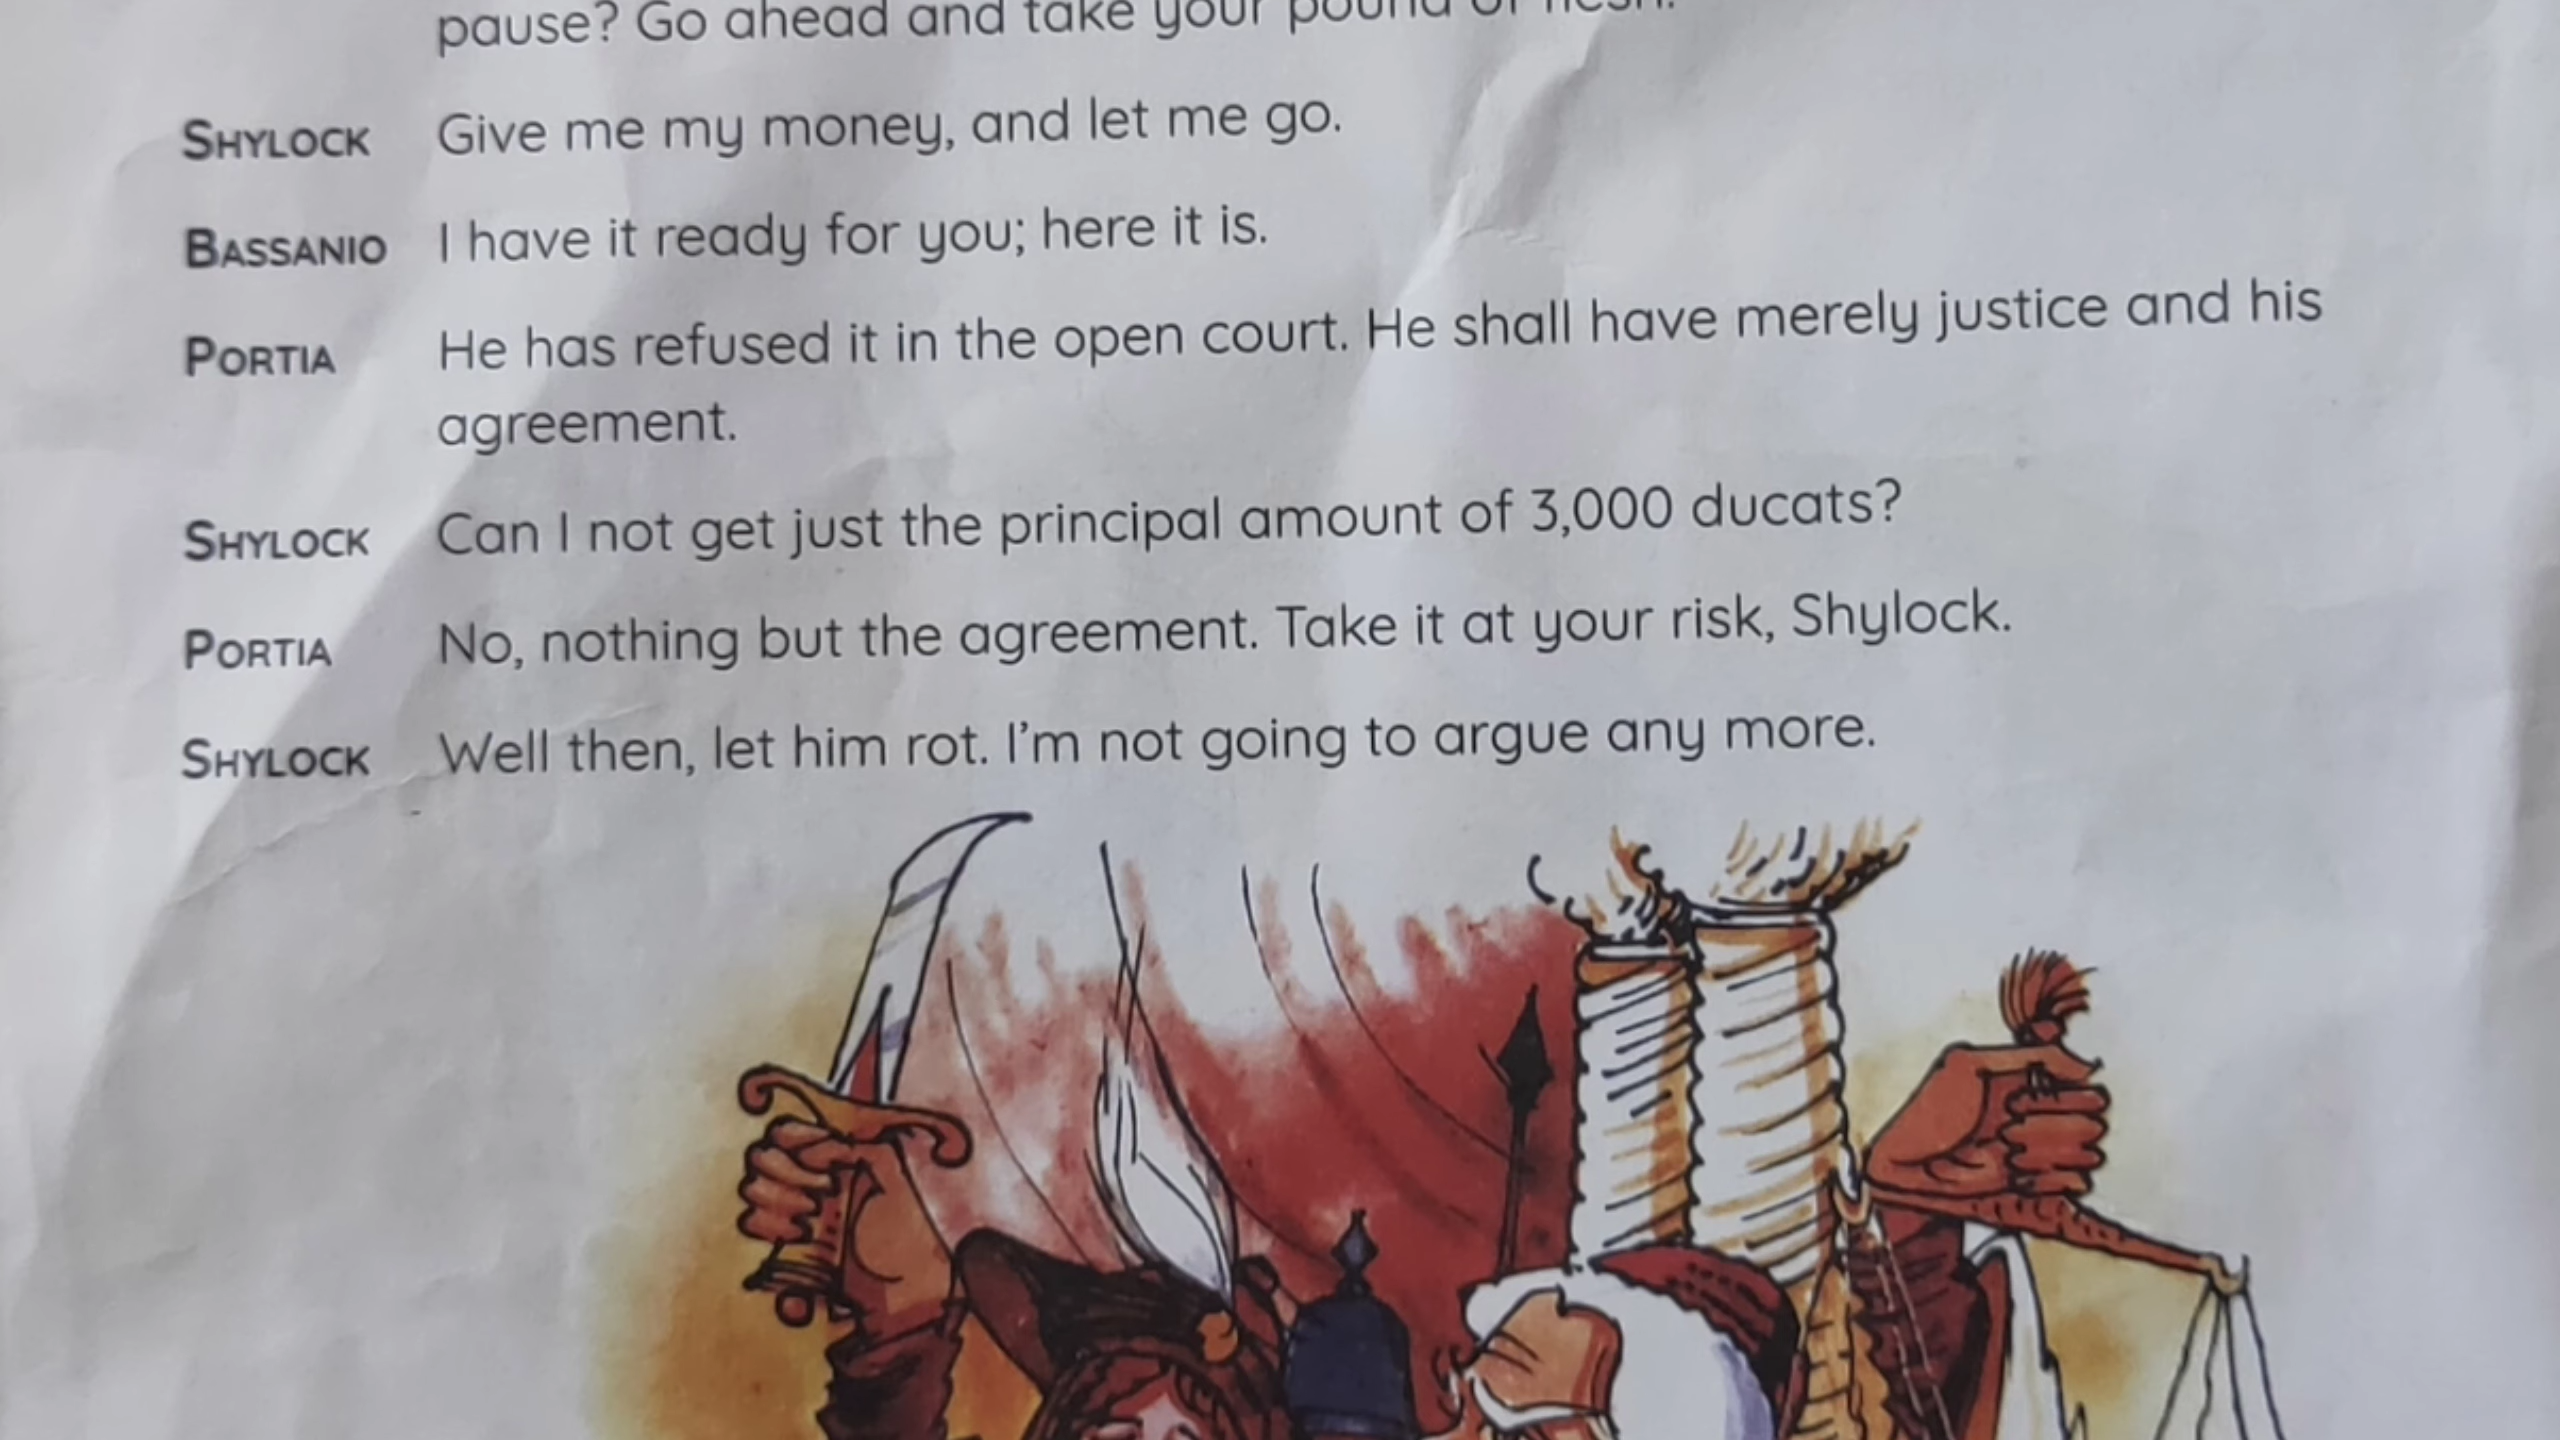 pause? Go ahead and take your pound of flesh.
SHYLOCK Give me my money, and let me go.
BASSANIO I have it ready for you; here it is.
PORTIA He has refused it in the open court. He shall have merely justice and his
agreement.
SHYLOCK Can I not get just the principal amount of 3,000 ducats?
PORTIA No, nothing but the agreement. Take it at your risk, Shylock.
SHYLOCK Well then, let him rot. I'm not going to argue any more.